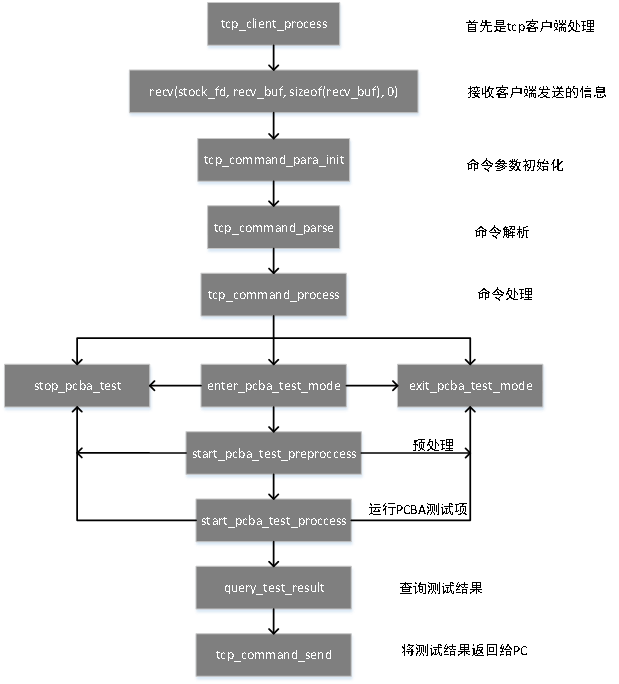 tcp_client_process
首先是tcp客户端处理
recv(stock_fd, recv_buf, sizeof(recv_buf), 0)
接收客户端发送的信息
tcp_command_para_init
命令参数初始化
tcp_command_parse
命令解析
tcp_command_process
命令处理
stop_pcba_test
enter_pcba_test_mode
exit_pcba_test_mode
start_pcba_test_preproccess
预处理
start_pcba_test_proccess
运行PCBA测试项
query_test_result
查询测试结果
tcp_command_send
将测试结果返回给PC